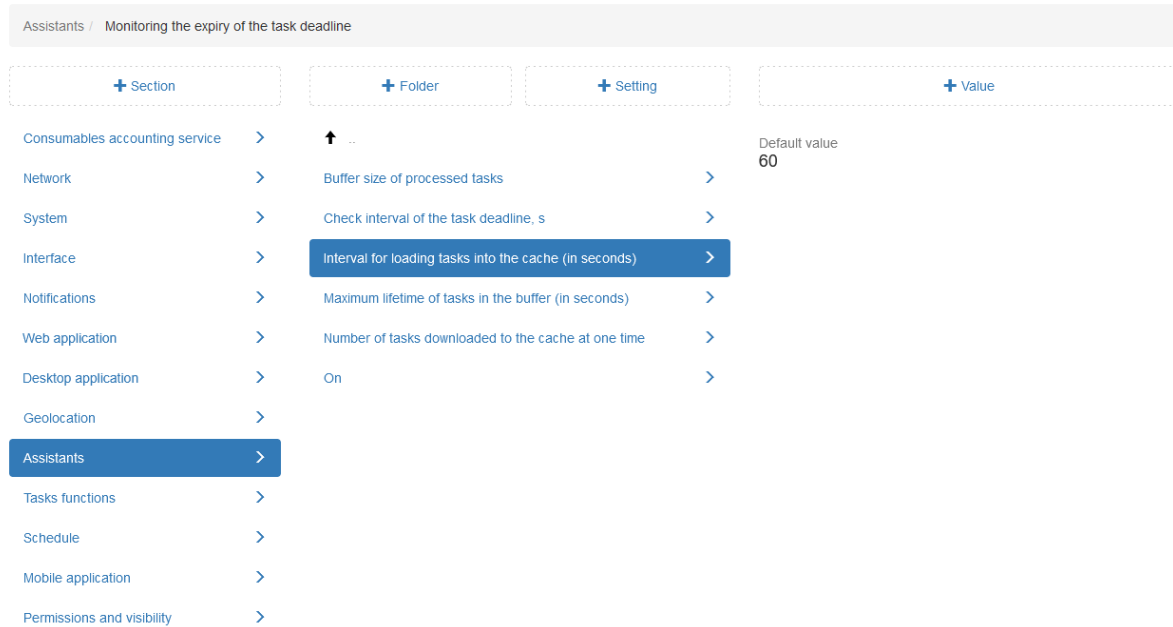 Assistants / Monitoring the expiry of the task deadline
+ Section
+ Folder
+ Setting
+ Value
Consumables accounting service
Network
System
Interface
Notifications
Web application
Desktop application
Geolocation
Assistants
Tasks functions
Schedule
Mobile application
Permissions and visibility
..
Buffer size of processed tasks
Check interval of the task deadline, s
Interval for loading tasks into the cache (in seconds)
Maximum lifetime of tasks in the buffer (in seconds)
Number of tasks downloaded to the cache at one time
On
Default value
60